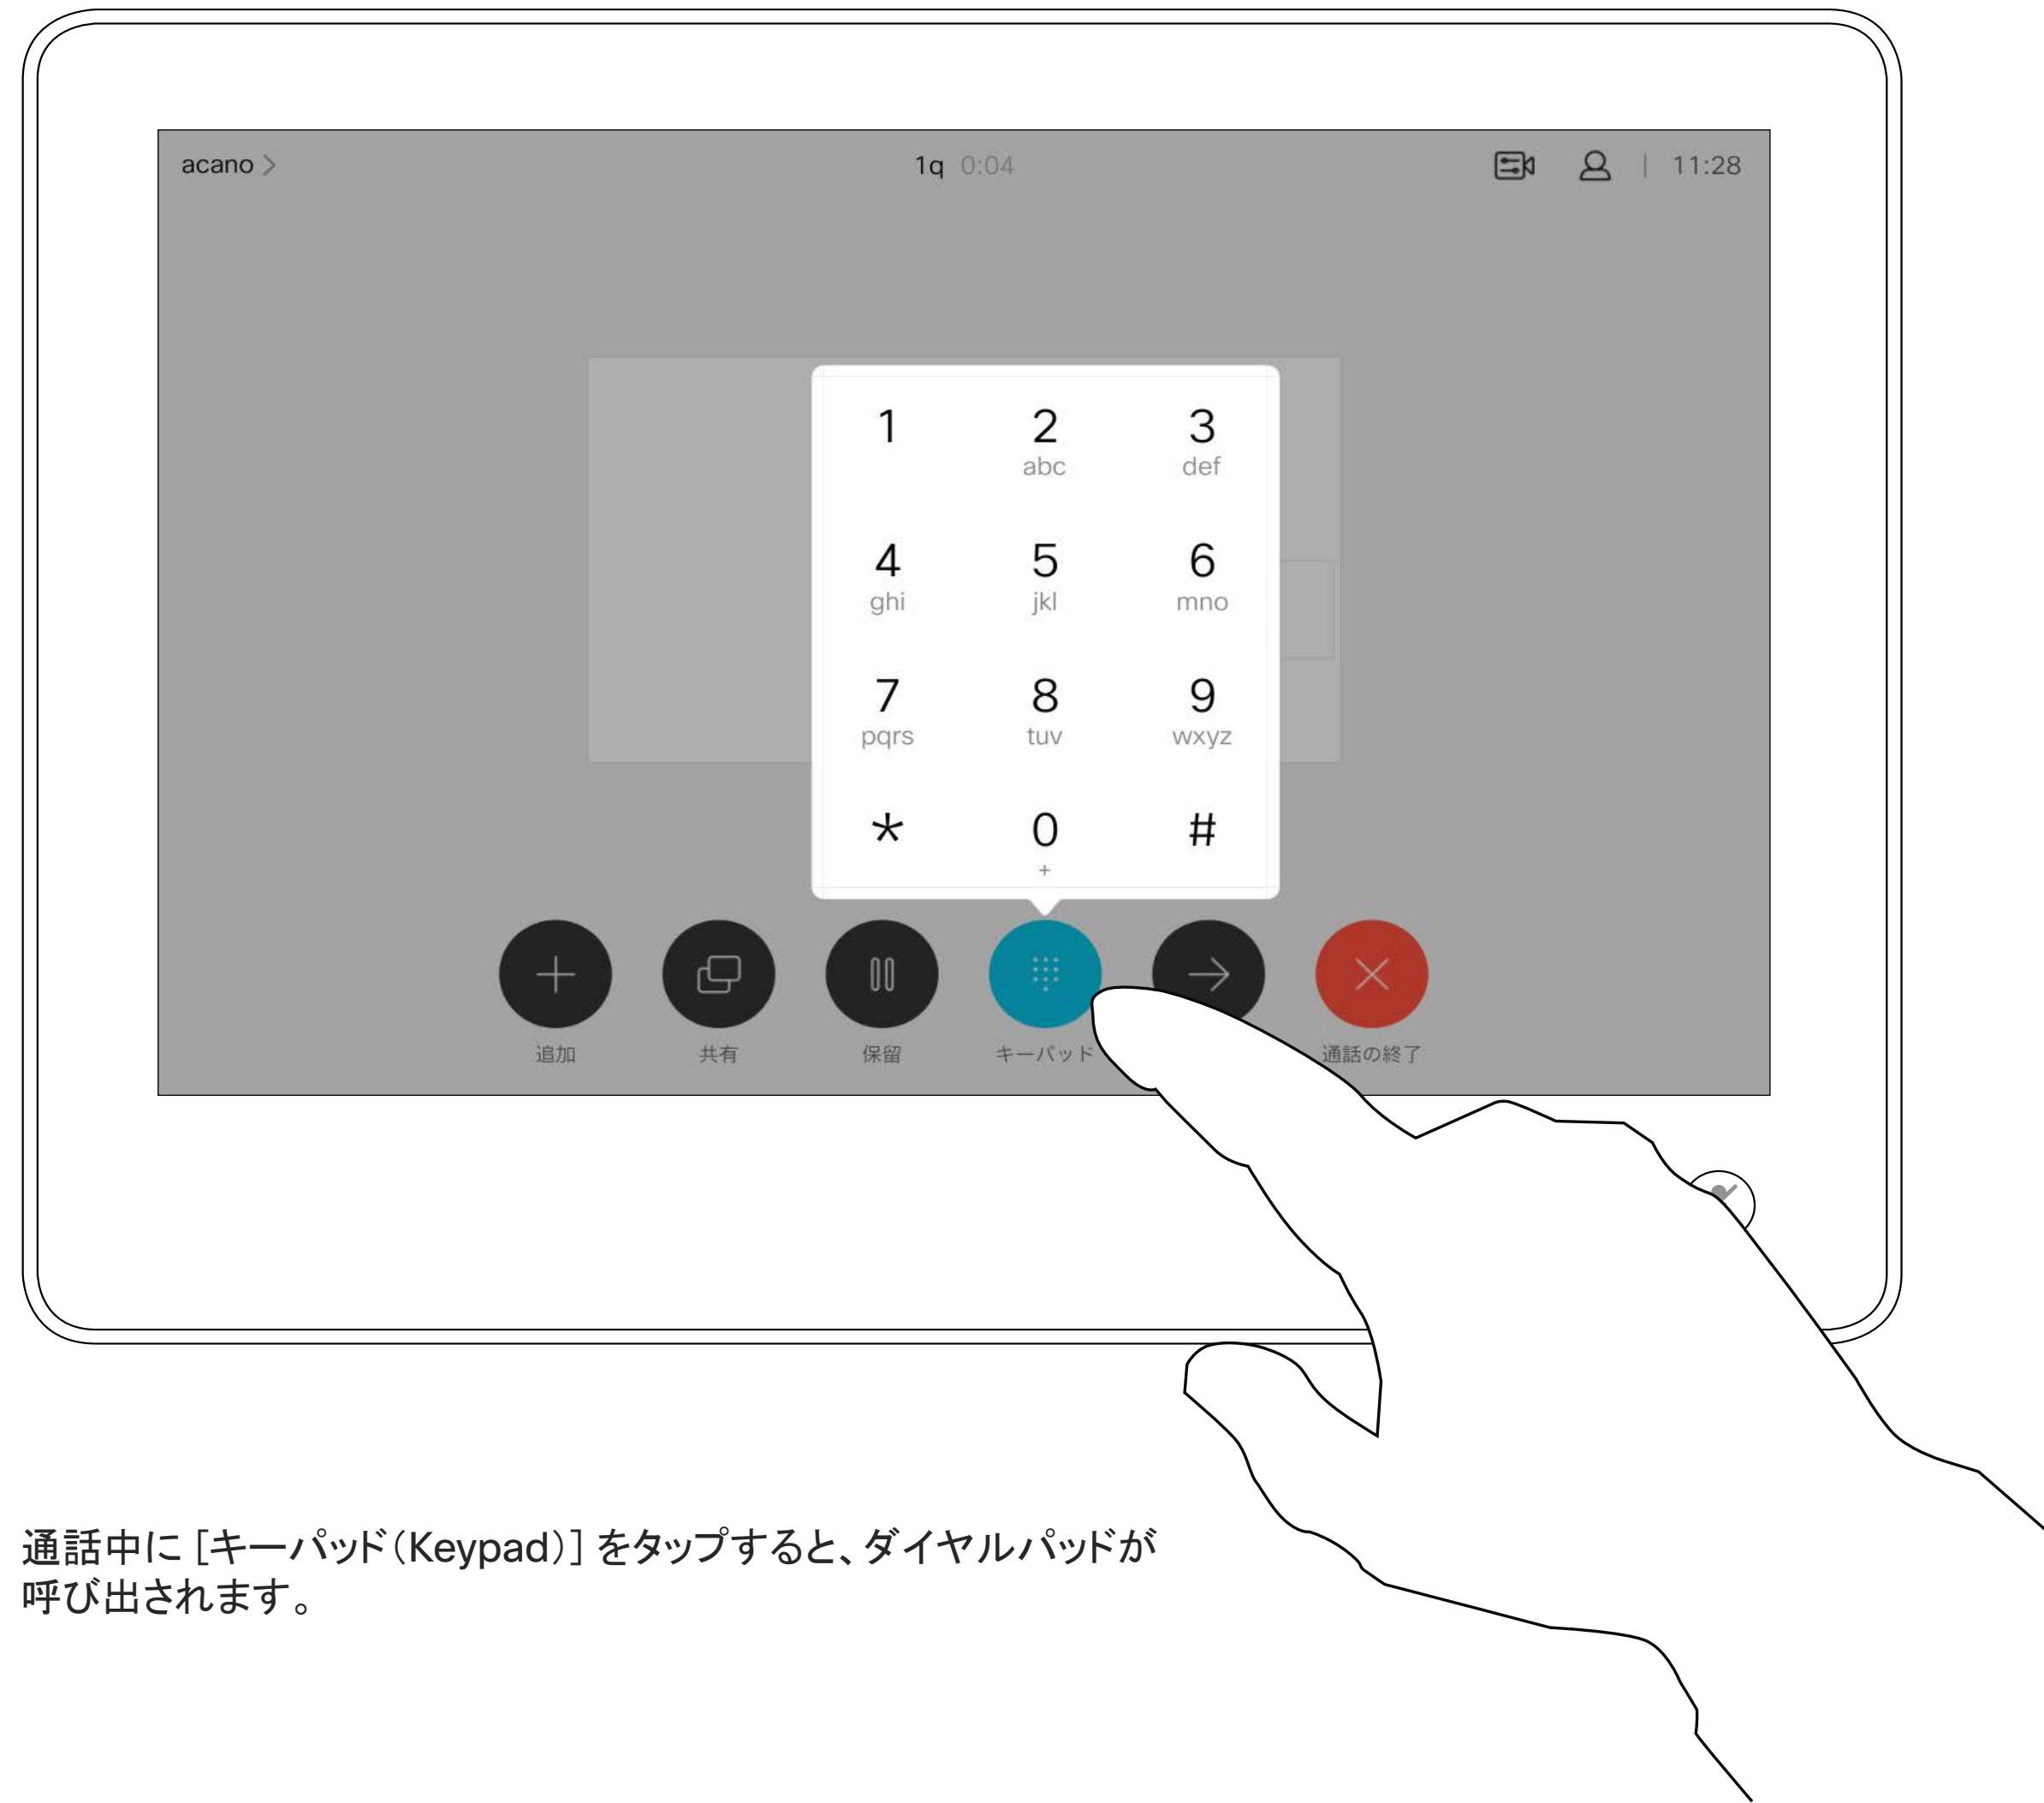 acano
1q 0:04
11:28
1 2 3
abc def
4 5 6
ghi jkl mno
7 8 9
pqrs tuv wxyz
* 0 #
+
追加 共有 保留 キーパッド 通話の終了
通話中に [キーパッド(Keypad)] をタップすると、ダイヤルパッドが
呼び出されます。